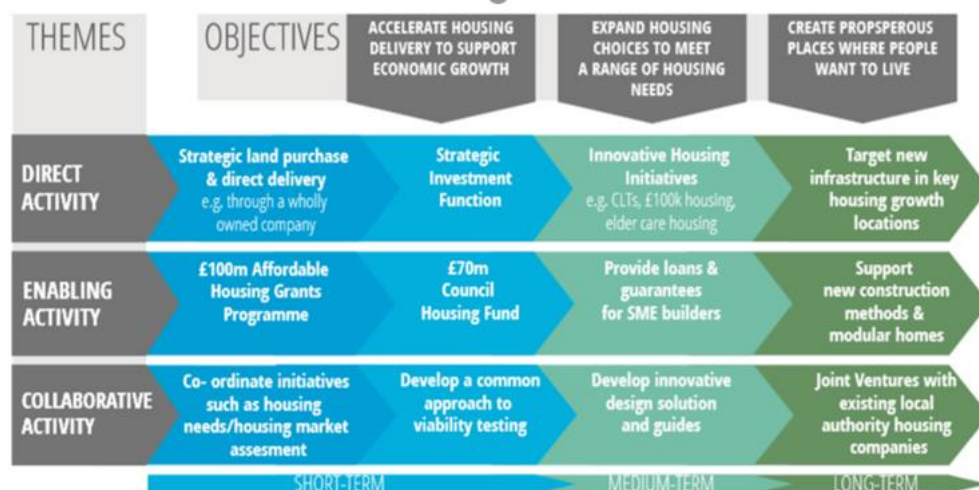 THEMES
OBJECTIVES
ACCELERATE HOUSING
DELIVERY TO SUPPORT
ECONOMIC GROWTH
EXPAND HOUSING
CHOICES TO MEET
A RANGE OF HOUSING
NEEDS
CREATE PROPSPEROUS
PLACES WHERE PEOPLE
WANT TO LIVE
DIRECT
ACTIVITY
Strategic land purchase
& direct delivery
e.g. through a wholly
owned company
Strategic
Investment
Function
Innovative Housing
Initiatives
e.g. CLTs, £100k housing,
elder care housing
Target new
infrastructure in key
housing growth
locations
ENABLING
ACTIVITY
£100m Affordable
Housing Grants
Programme
£70m
Council
Housing Fund
Provide loans &
guarantees
for SME builders
Support
new construction
methods &
modular homes
COLLABORATIVE
ACTIVITY
Co- ordinate initiatives
such as housing
needs/housing market
assesment
Develop a common
approach to
viability testing
Develop innovative
design solution
and guides
Joint Ventures with
existing local
authority housing
companies
SHORT-TERM
MEDIUM-TERM
LONG-TERM